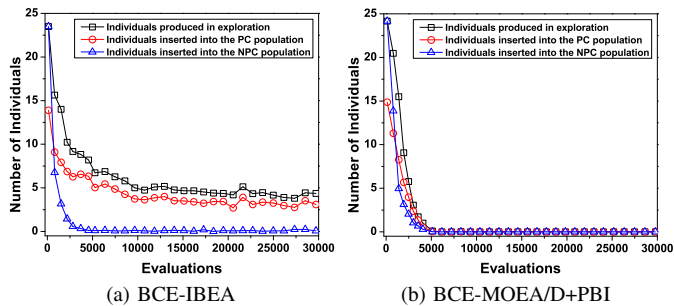 25
20
15
10
5
0
Number of Individuals
Individuals produced in exploration
Individuals inserted into the PC population
Individuals inserted into the NPC population
0 5000 10000 15000 20000 25000 30000
Evaluations
(a) BCE-IBEA
25
20
15
10
5
0
Number of Individuals
Individuals produced in exploration
Individuals inserted into the PC population
Individuals inserted into the NPC population
0 5000 10000 15000 20000 25000 30000
Evaluations
(b) BCE-MOEA/D+PBI